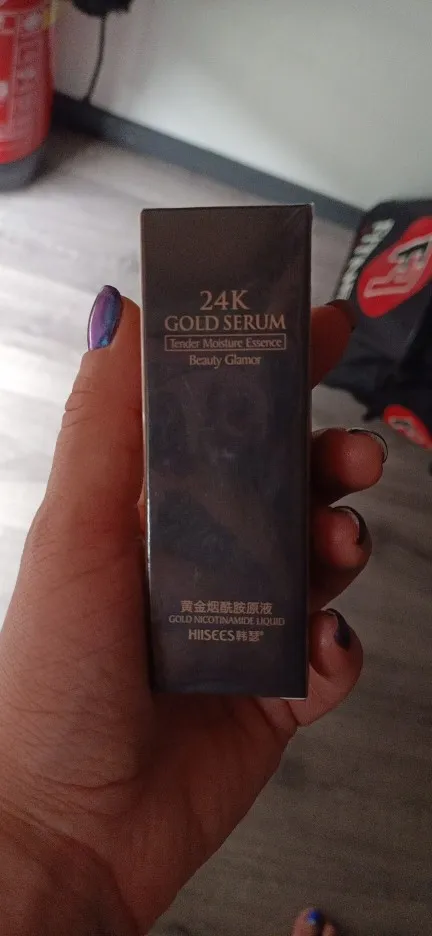 24K
GOLD SERUM
Tender Moisture Essence
Beauty Glamor
黄金烟酰胺原液
GOLD NICOTINAMIDE LIQUID
HIISEES韩瑟®